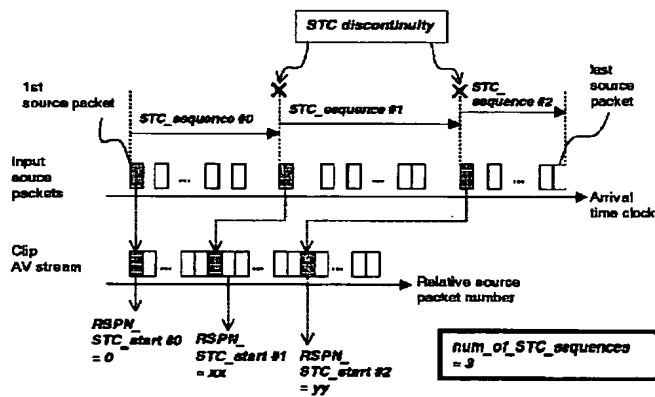 STC discontinuity
1st
source packet
last
source
packet
STC_sequence #0
STC_sequence #1
STC_
sequence #2
Input
source
packets
...
...
...
Arrival
time clock
Clip
AV stream
...
...
...
Relative source
packet number
RSPN_
STC_start #0
= 0
RSPN_
STC_start #1
= xx
RSPN_
STC_start #2
= yy
num_of_STC_sequences
= 3